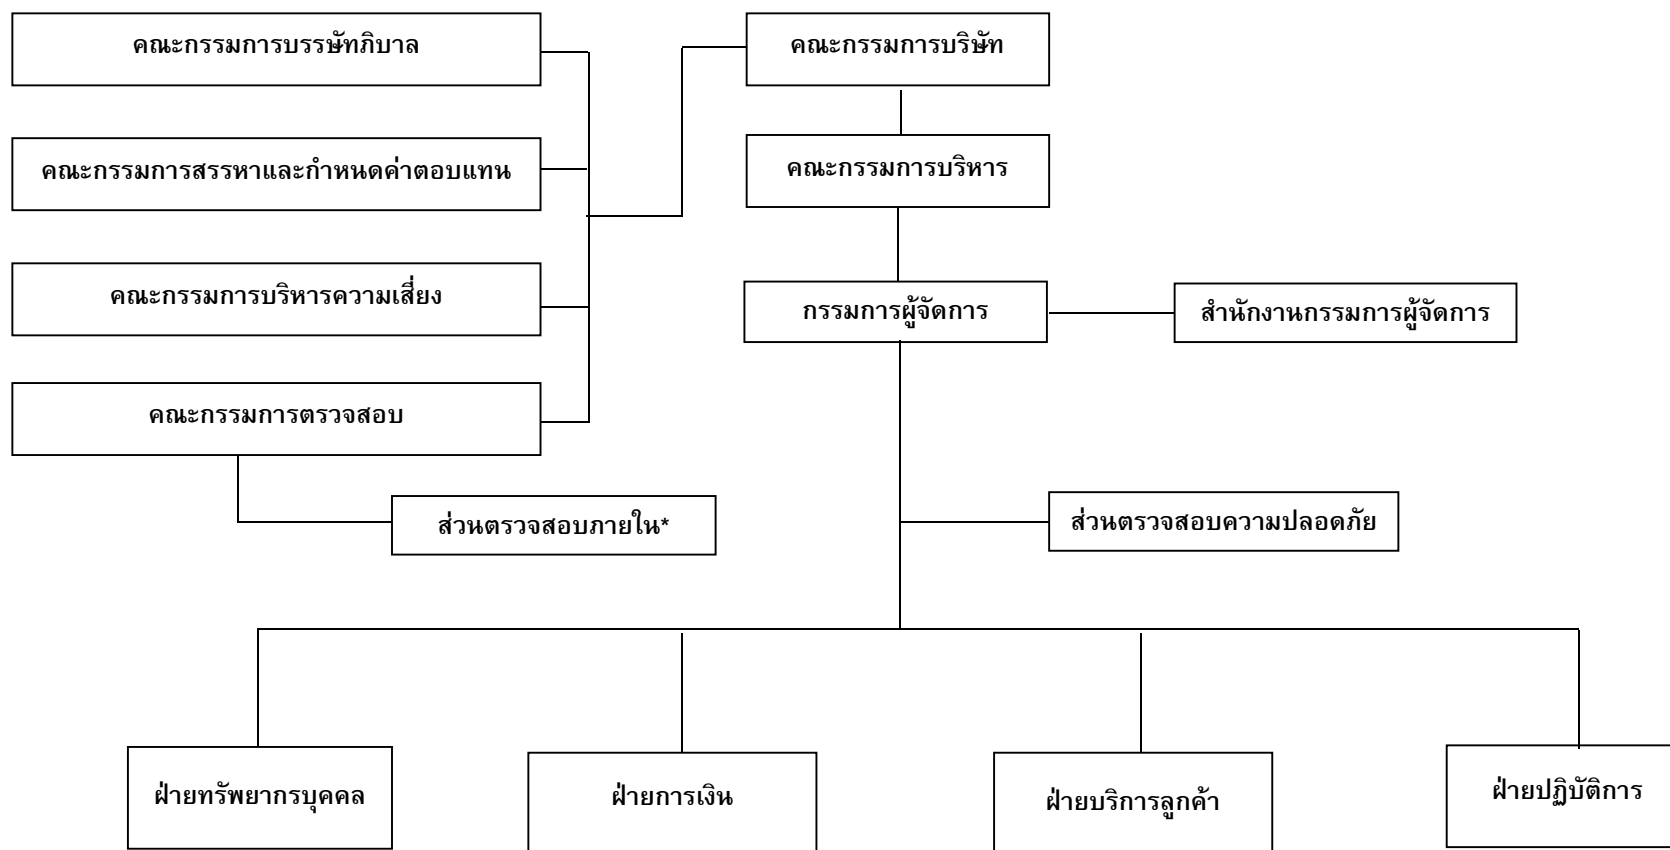 คณะกรรมการบรรษัทภิบาล
คณะกรรมการบริษัท
คณะกรรมการสรรหาและกำหนดค่าตอบแทน
คณะกรรมการบริหาร
คณะกรรมการบริหารความเสี่ยง
กรรมการผู้จัดการ
สำนักงานกรรมการผู้จัดการ
คณะกรรมการตรวจสอบ
ส่วนตรวจสอบภายใน*
ส่วนตรวจสอบความปลอดภัย
ฝ่ายทรัพยากรบุคคล
ฝ่ายการเงิน
ฝ่ายบริการลูกค้า
ฝ่ายปฏิบัติการ